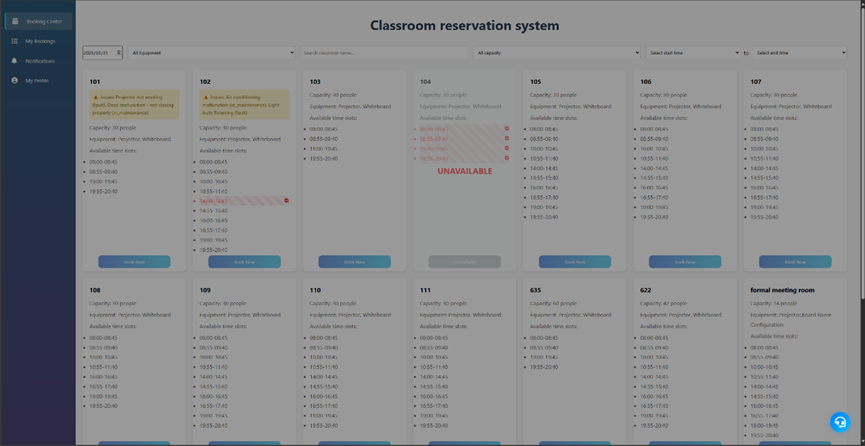 Classroom reservation system
Booking Center
My Bookings
Notifications
My Profile
2025/03/31
All Equipment
Search classroom name...
All capacity
Select start time
to
Select end time
101
Issues: Projector not working
(fault), Door malfunction - not closing
properly (in_maintenance)
Capacity: 30 people
Equipment: Projector, Whiteboard
Available time slots:
08:00-08:45
08:55-09:40
19:00-19:45
19:55-20:40
Book Now
102
Issues: Air conditioning
malfunction (in_maintenance), Light
bulb flickering (fault)
Capacity: 30 people
Equipment: Projector, Whiteboard
Available time slots:
08:00-08:45
08:55-09:40
10:00-10:45
10:55-11:40
14:00-14:45
14:55-15:40
16:00-16:45
16:55-17:40
19:00-19:45
19:55-20:40
Book Now
103
Capacity: 30 people
Equipment: Projector, Whiteboard
Available time slots:
08:00-08:45
08:55-09:40
19:00-19:45
19:55-20:40
Book Now
104
Capacity: 30 people
Equipment: Projector, Whiteboard
Available time slots:
08:00-08:45
08:55-09:40
19:00-19:45
19:55-20:40
UNAVAILABLE
105
Capacity: 30 people
Equipment: Projector, Whiteboard
Available time slots:
08:00-08:45
08:55-09:40
10:00-10:45
10:55-11:40
14:00-14:45
14:55-15:40
16:00-16:45
16:55-17:40
19:00-19:45
19:55-20:40
Book Now
106
Capacity: 30 people
Equipment: Projector, Whiteboard
Available time slots:
08:00-08:45
08:55-09:40
10:00-10:45
10:55-11:40
14:00-14:45
14:55-15:40
16:00-16:45
16:55-17:40
19:00-19:45
19:55-20:40
Book Now
107
Capacity: 30 people
Equipment: Projector, Whiteboard
Available time slots:
08:00-08:45
08:55-09:40
10:00-10:45
10:55-11:40
14:00-14:45
14:55-15:40
16:00-16:45
16:55-17:40
19:00-19:45
19:55-20:40
Book Now
108
Capacity: 30 people
Equipment: Projector, Whiteboard
Available time slots:
08:00-08:45
08:55-09:40
10:00-10:45
10:55-11:40
16:00-16:45
16:55-17:40
19:00-19:45
19:55-20:40
109
Capacity: 30 people
Equipment: Projector, Whiteboard
Available time slots:
08:00-08:45
08:55-09:40
10:00-10:45
10:55-11:40
14:00-14:45
14:55-15:40
16:00-16:45
16:55-17:40
19:00-19:45
19:55-20:40
110
Capacity: 30 people
Equipment: Projector, Whiteboard
Available time slots:
08:00-08:45
08:55-09:40
10:00-10:45
10:55-11:40
14:00-14:45
14:55-15:40
16:00-16:45
16:55-17:40
19:00-19:45
19:55-20:40
111
Capacity: 30 people
Equipment: Projector, Whiteboard
Available time slots:
08:00-08:45
08:55-09:40
10:00-10:45
10:55-11:40
14:00-14:45
14:55-15:40
16:00-16:45
16:55-17:40
19:00-19:45
19:55-20:40
635
Capacity: 60 people
Equipment: Projector, Whiteboard
Available time slots:
08:00-08:45
08:55-09:40
19:00-19:45
19:55-20:40
622
Capacity: 42 people
Equipment: Projector, Whiteboard
Available time slots:
08:00-08:45
08:55-09:40
10:00-10:45
10:55-11:40
14:00-14:45
14:55-15:40
16:00-16:45
16:55-17:40
19:00-19:45
19:55-20:40
formal meeting room
Capacity: 14 people
Equipment: Projector,Board Room
Configuration
Available time slots:
08:00-08:45
08:55-09:40
10:00-10:45
10:55-11:40
14:00-14:45
14:55-15:40
16:00-16:45
16:55-17:40
19:00-19:45
19:55-20:40